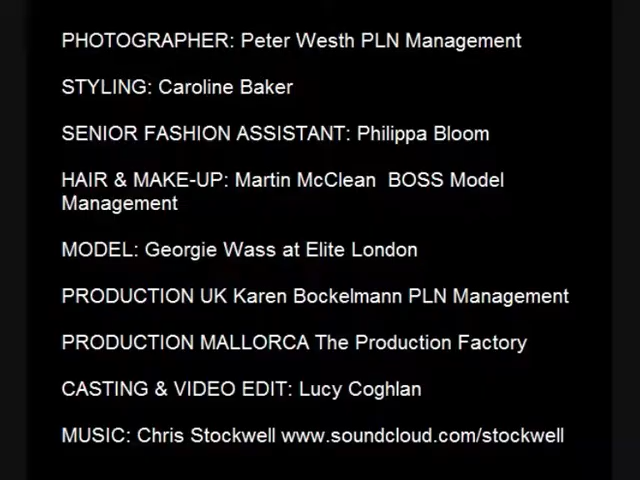 PHOTOGRAPHER: Peter Westh PLN Management
STYLING: Caroline Baker
SENIOR FASHION ASSISTANT: Philippa Bloom
HAIR & MAKE-UP: Martin McClean  BOSS Model
Management
MODEL: Georgie Wass at Elite London
PRODUCTION UK Karen Bockelmann PLN Management
PRODUCTION MALLORCA The Production Factory
CASTING & VIDEO EDIT: Lucy Coghlan
MUSIC: Chris Stockwell www.soundcloud.com/stockwell